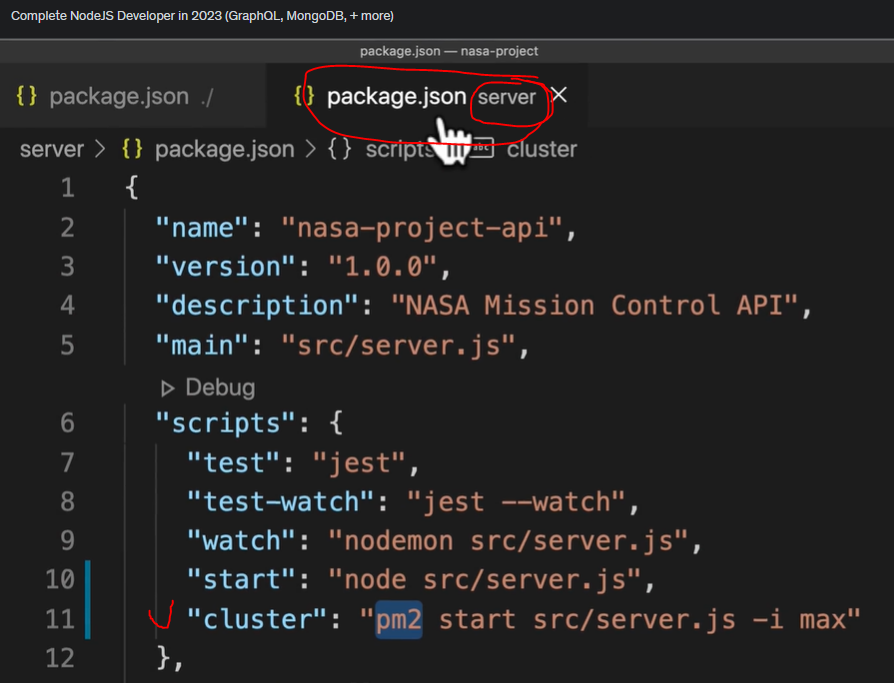 Complete NodeJS Developer in 2023 (GraphQL, MongoDB, + more)
package.json — nasa-project
{} package.json ./ {} package.json server ×
server > {} package.json > {} scripts abc cluster
1 {
2 "name": "nasa-project-api",
3 "version": "1.0.0",
4 "description": "NASA Mission Control API",
5 "main": "src/server.js",
Debug
6 "scripts": {
7 "test": "jest",
8 "test-watch": "jest --watch",
9 "watch": "nodemon src/server.js",
10 "start": "node src/server.js",
11 "cluster": "pm2 start src/server.js -i max"
12 },